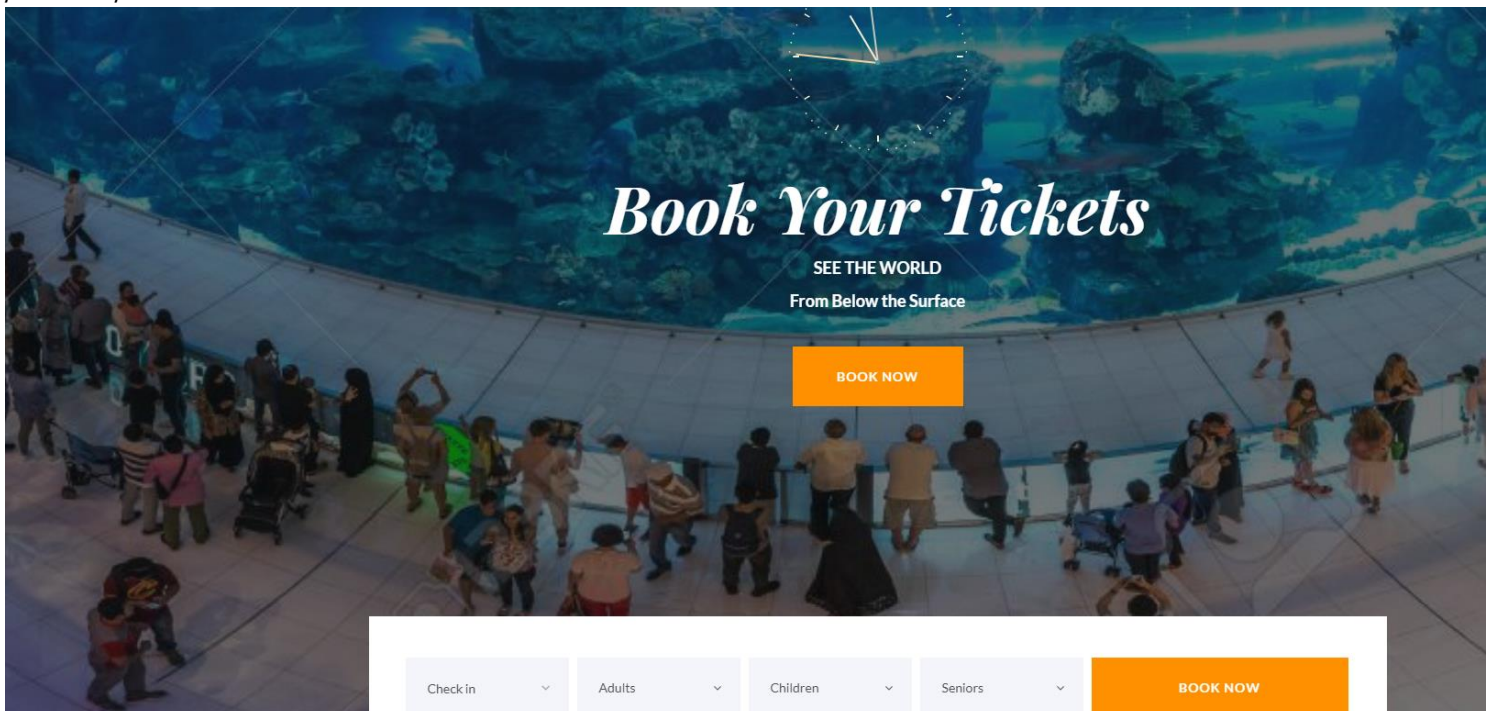 Book Your Tickets
SEE THE WORLD
From Below the Surface
BOOK NOW
Check in
Adults
Children
Seniors
BOOK NOW